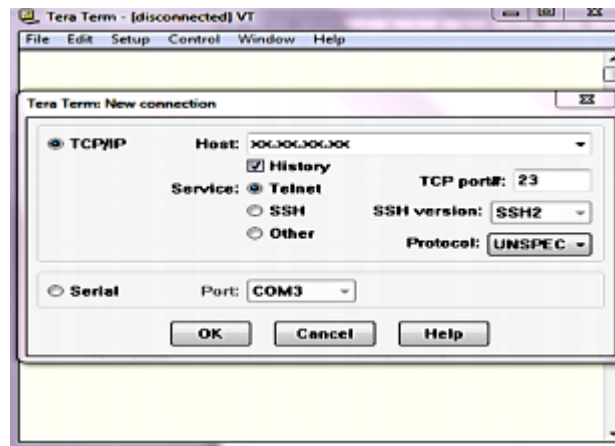 Tera Term - [disconnected] VT
File Edit Setup Control Window Help
Tera Term: New connection
TCP/IP Host: xx.xx.xx.xx
History
Service: Telnet TCP port#: 23
SSH SSH version: SSH2
Other Protocol: UNSPEC
Serial Port: COM3
OK Cancel Help